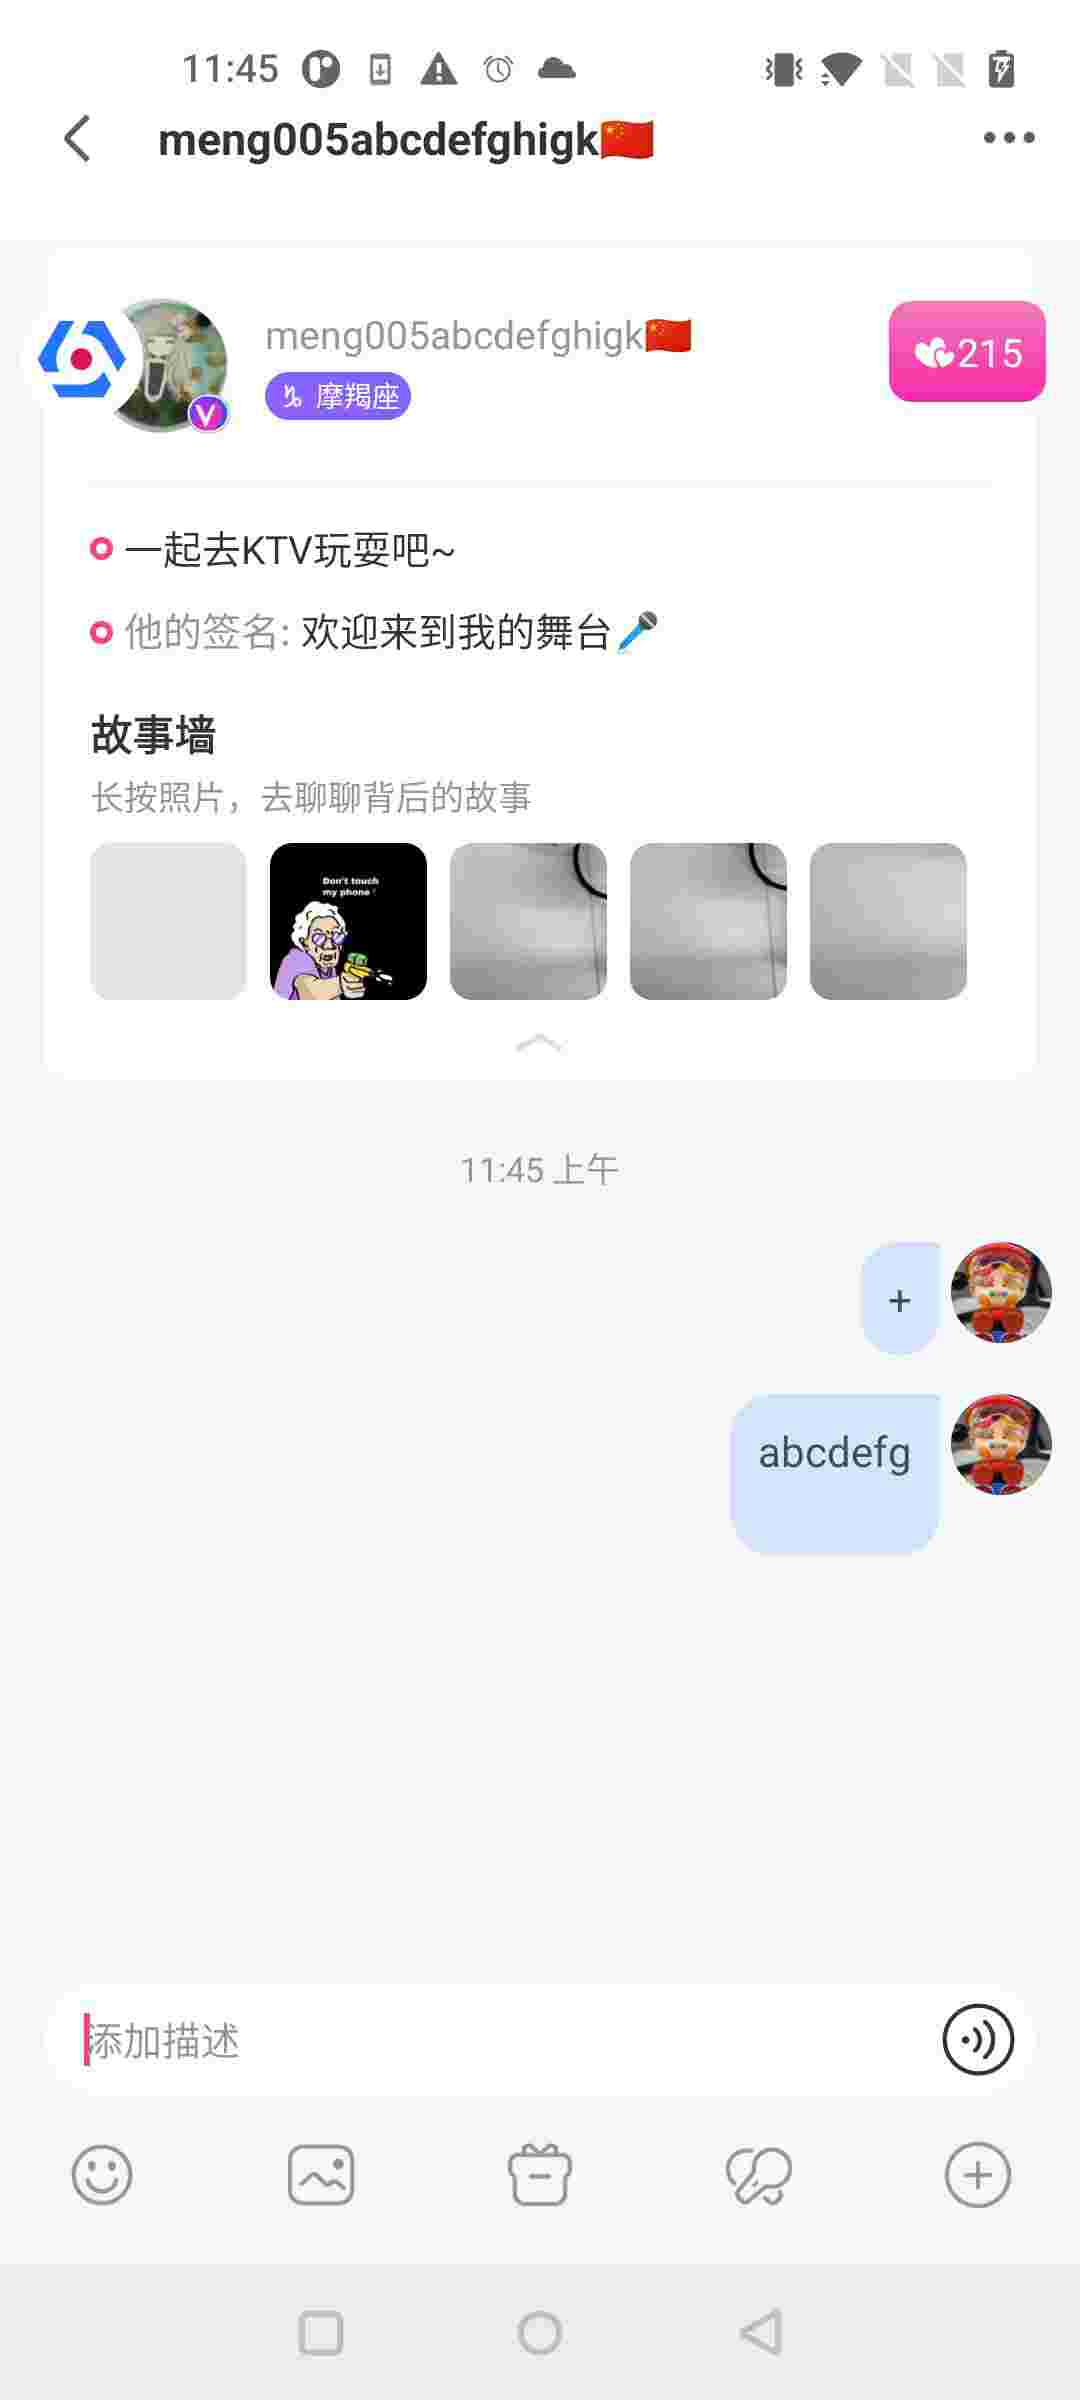 11:45
meng005abcdefghigk🇨🇳
meng005abcdefghigk🇨🇳
215
V
摩羯座
一起去KTV玩耍吧~
他的签名: 欢迎来到我的舞台🎤
故事墙
长按照片，去聊聊背后的故事
Don't touch
my phone !
11:45 上午
+
abcdefg
添加描述